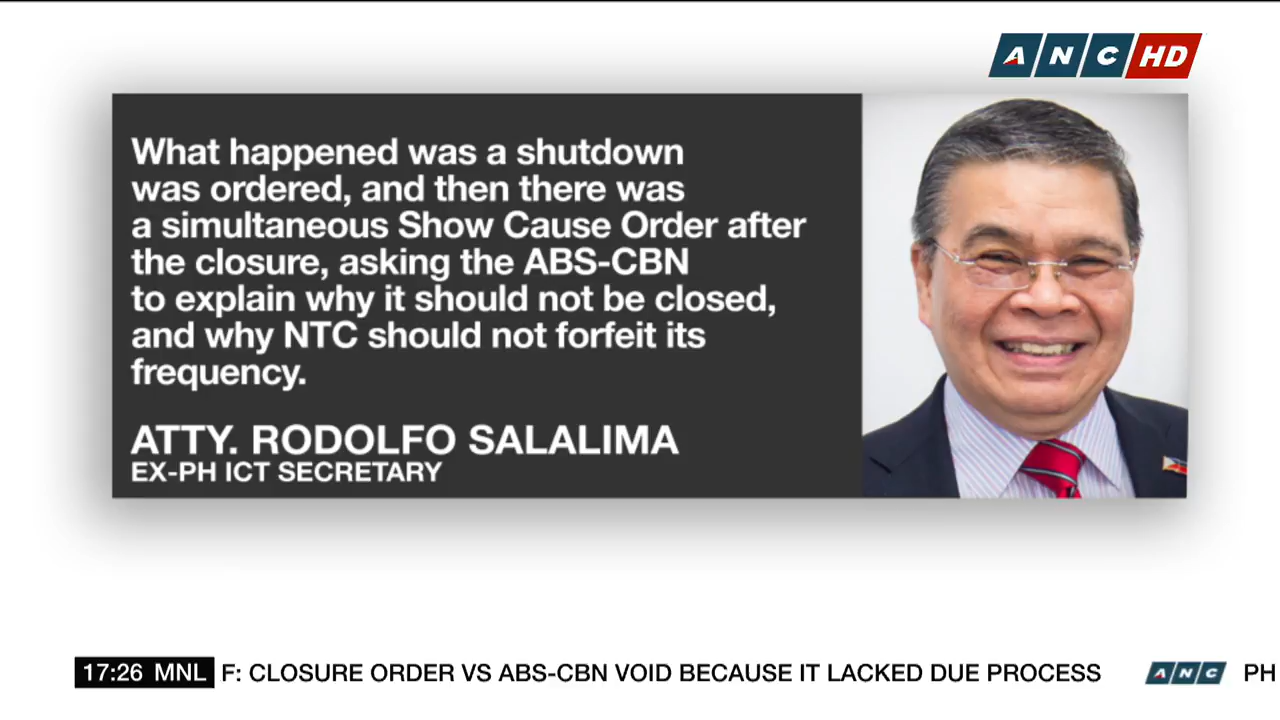 ANC HD
What happened was a shutdown
was ordered, and then there was
a simultaneous Show Cause Order after
the closure, asking the ABS-CBN
to explain why it should not be closed,
and why NTC should not forfeit its
frequency.
ATTY. RODOLFO SALALIMA
EX-PH ICT SECRETARY
17:26 MNL F: CLOSURE ORDER VS ABS-CBN VOID BECAUSE IT LACKED DUE PROCESS ANC PH